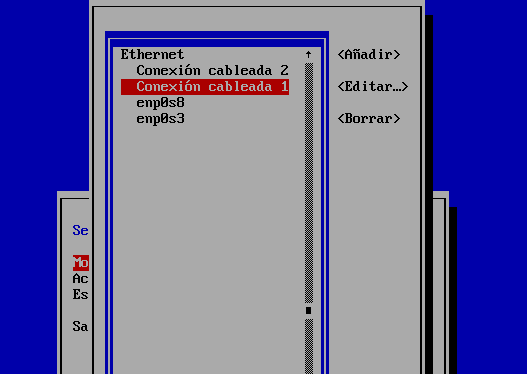 Ethernet ↑
Conexión cableada 2
Conexión cableada 1
enp0s8
enp0s3
<Añadir>
<Editar…>
<Borrar>
Se
Mo
Ac
Es
Sa